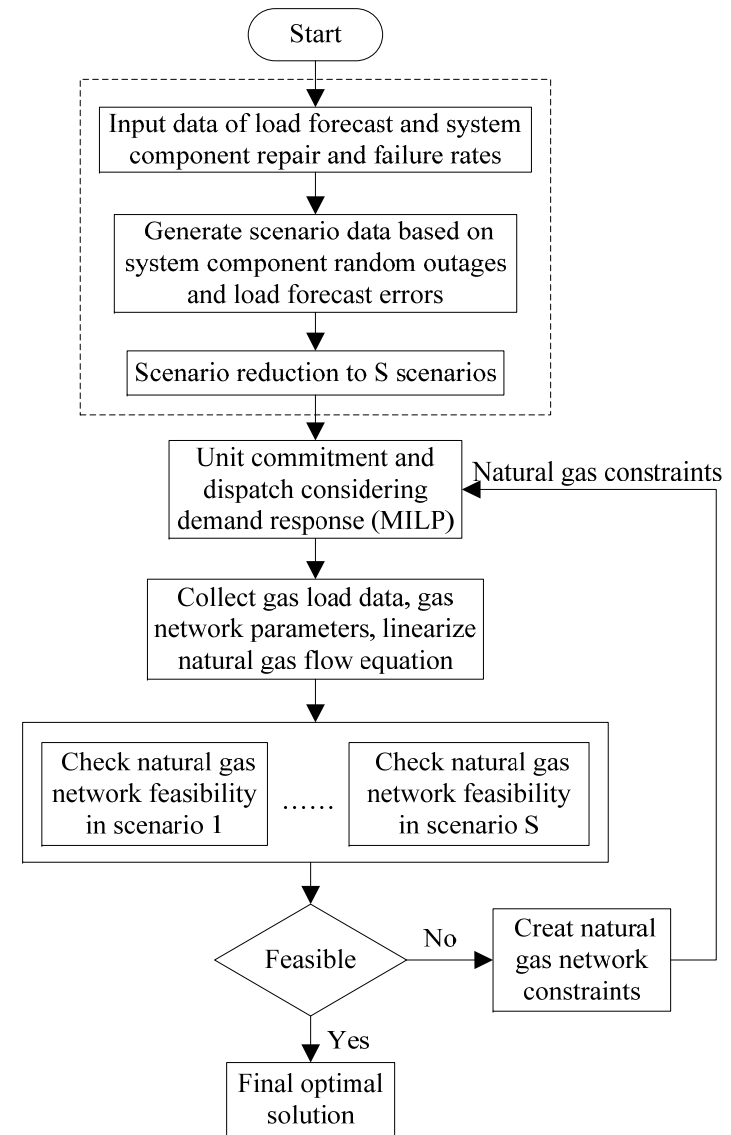 Start
Input data of load forecast and system
component repair and failure rates
Generate scenario data based on
system component random outages
and load forecast errors
Scenario reduction to S scenarios
Unit commitment and
dispatch considering
demand response (MILP)
Natural gas constraints
Collect gas load data, gas
network parameters, linearize
natural gas flow equation
Check natural gas
network feasibility
in scenario 1
……
Check natural gas
network feasibility
in scenario S
Feasible
No
Creat natural
gas network
constraints
Yes
Final optimal
solution